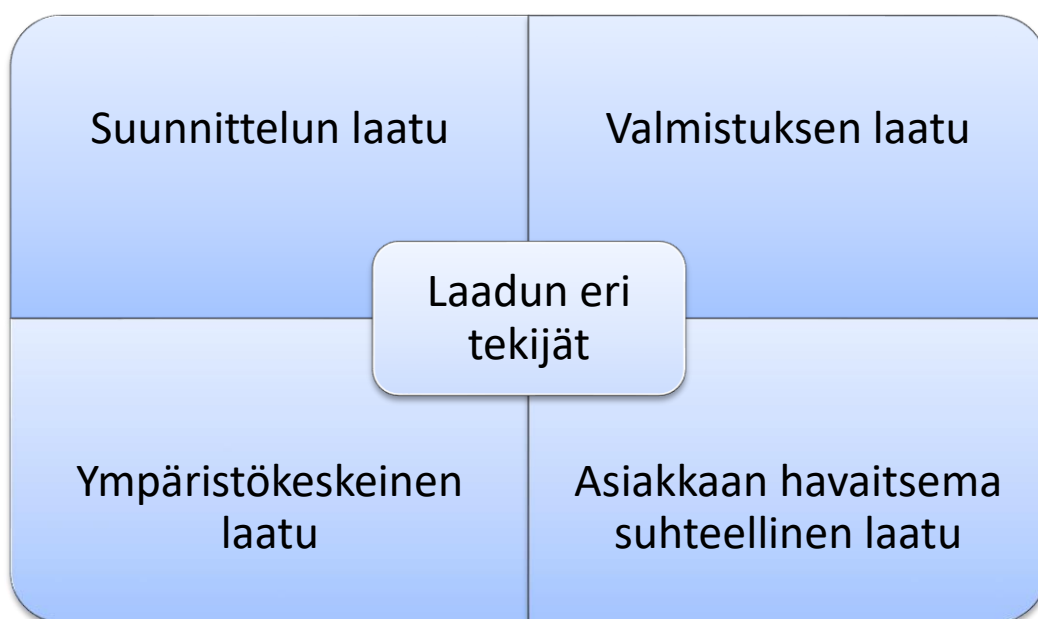 Suunnittelun laatu
Valmistuksen laatu
Laadun eri
tekijät
Ympäristökeskeinen
laatu
Asiakkaan havaitsema
suhteellinen laatu